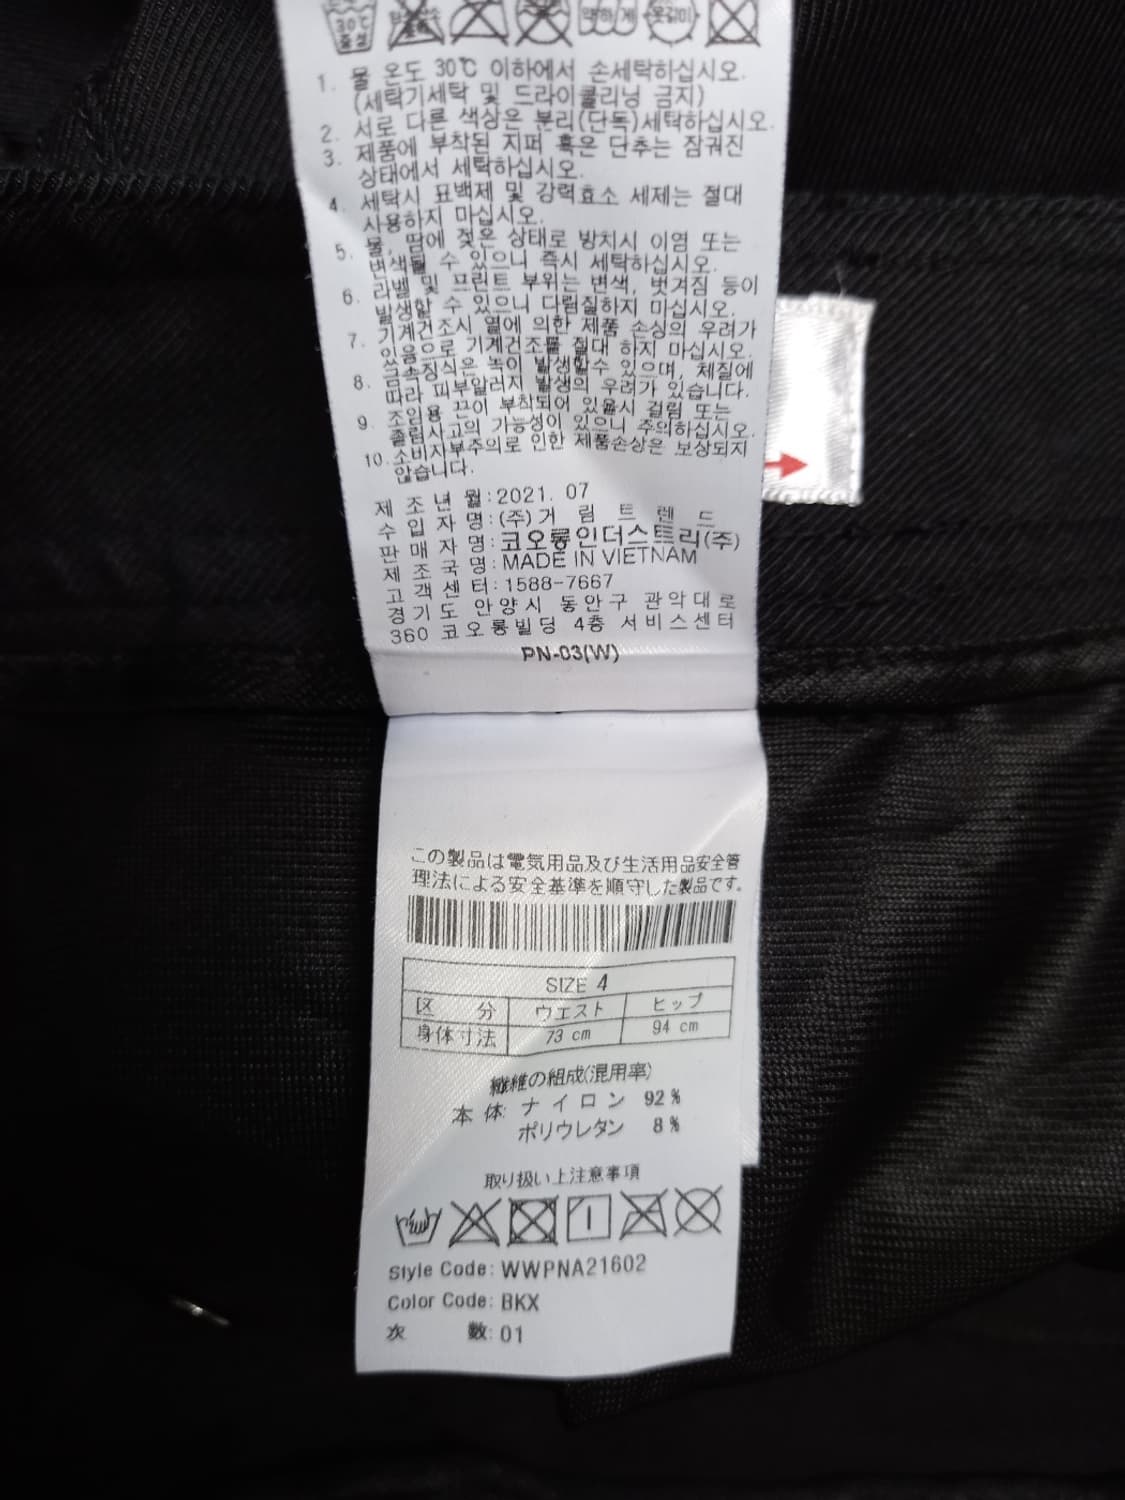 30℃
중성
약하게
옷걸이
1. 물 온도 30℃ 이하에서 손세탁하십시오.
(세탁기세탁 및 드라이클리닝 금지)
2. 서로 다른 색상은 분리(단독)세탁하십시오.
3. 제품에 부착된 지퍼 혹은 단추는 잠궈진
상태에서 세탁하십시오.
4. 세탁시 표백제 및 강력효소 세제는 절대
사용하지 마십시오.
5. 물, 땀에 젖은 상태로 방치시 이염 또는
변색될 수 있으니 즉시 세탁하십시오.
6. 라벨 및 프린트 부위는 변색, 벗겨짐 등이
발생할 수 있으니 다림질하지 마십시오.
7. 기계건조시 열에 의한 제품 손상의 우려가
있음으로 기계건조를 절대 하지 마십시오.
8. 금속장식은 녹이 발생할수 있으며, 체질에
따라 피부알러지 발생의 우려가 있습니다.
9. 조임용 끈이 부착되어 있을시 걸림 또는
졸림사고의 가능성이 있으니 주의하십시오.
10. 소비자부주의로 인한 제품손상은 보상되지
않습니다.
제 조 년 월: 2021. 07
수 입 자 명: (주)거 림 트 렌 드
판 매 자 명: 코오롱인더스트리(주)
제 조 국 명: MADE IN VIETNAM
고 객 센 터: 1588-7667
경기도 안양시 동안구 관악대로
360 코오롱빌딩 4층 서비스센터
PN-03(W)
この製品は電気用品及び生活用品安全管
理法による安全基準を順守した製品です。
SIZE 4
区 分 ウエスト ヒップ
身体寸法 73 cm 94 cm
繊維の組成(混用率)
本 体: ナ イ ロ ン 92 %
ポリウレタン 8 %
取り扱い上注意事項
Style Code: WWPNA21602
Color Code: BKX
次 数: 01